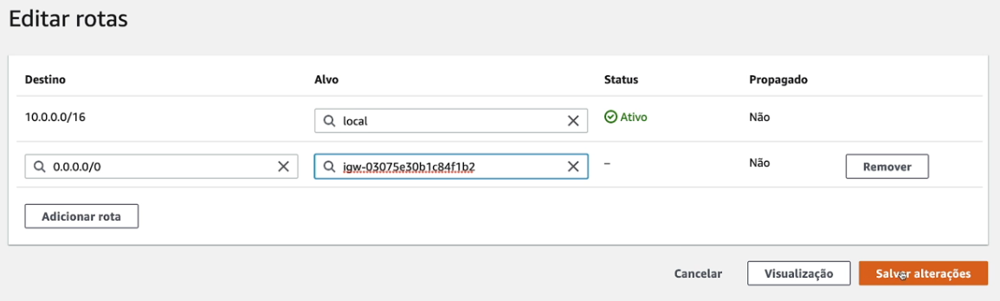 Editar rotas
Destino Alvo Status Propagado
10.0.0.0/16 local Ativo Não
0.0.0.0/0 igw-03075e30b1c84f1b2 – Não Remover
Adicionar rota
Cancelar Visualização Salvar alterações